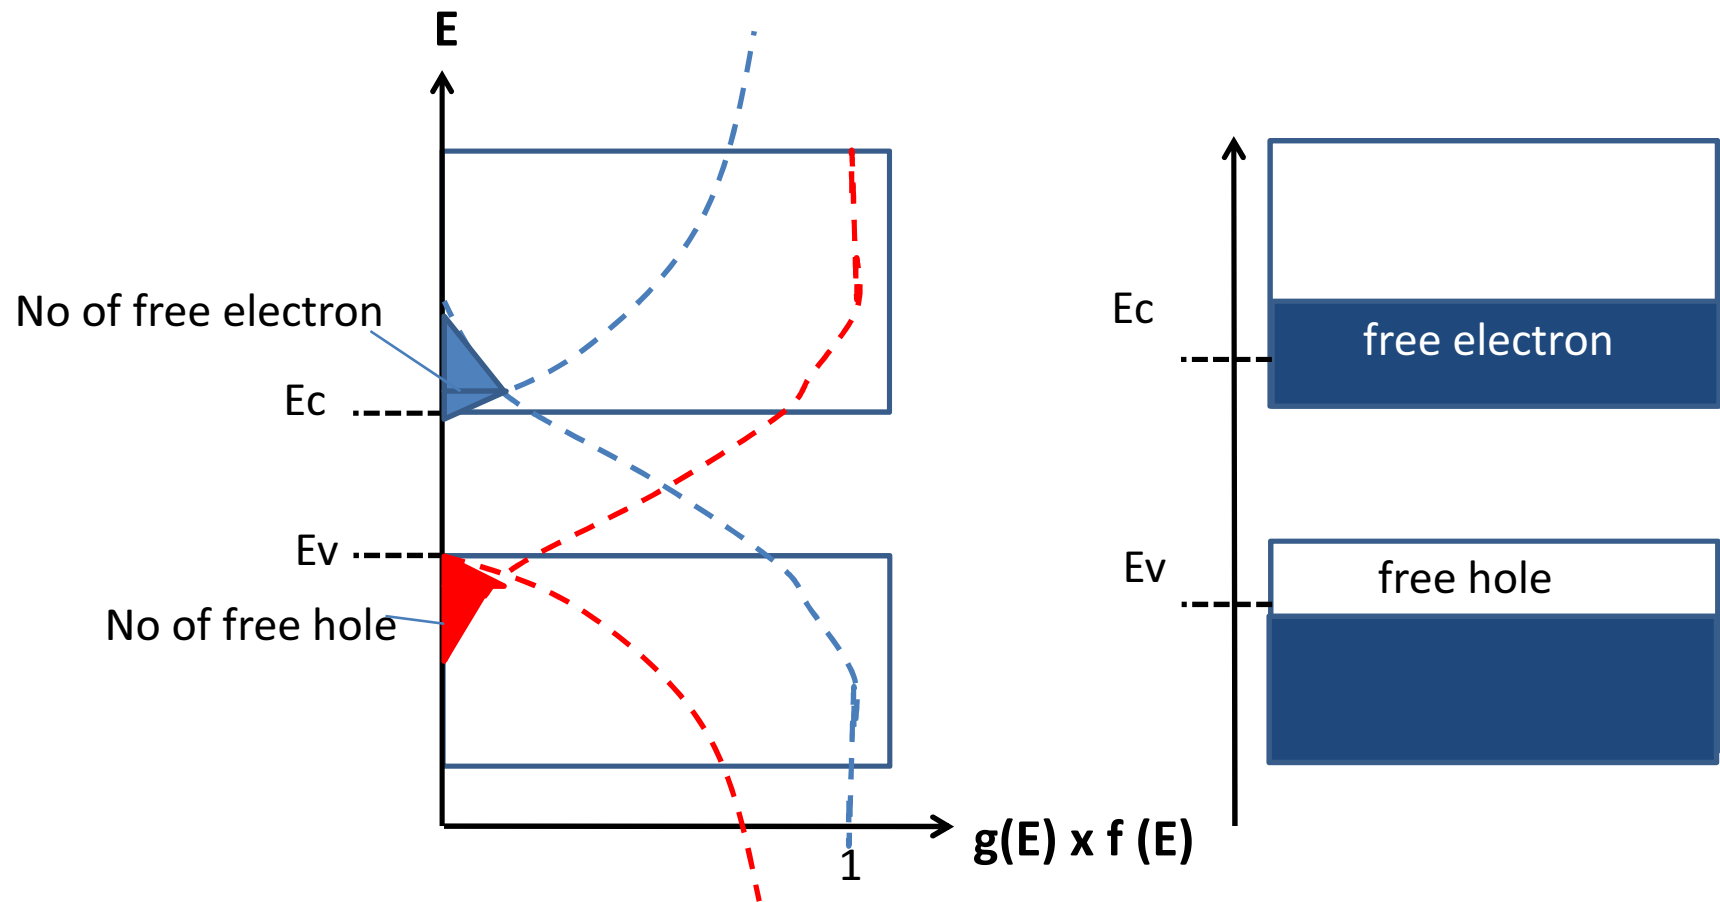 E
No of free electron
Ec
Ev
No of free hole
g(E) x f (E)
1
Ec
free electron
Ev
free hole